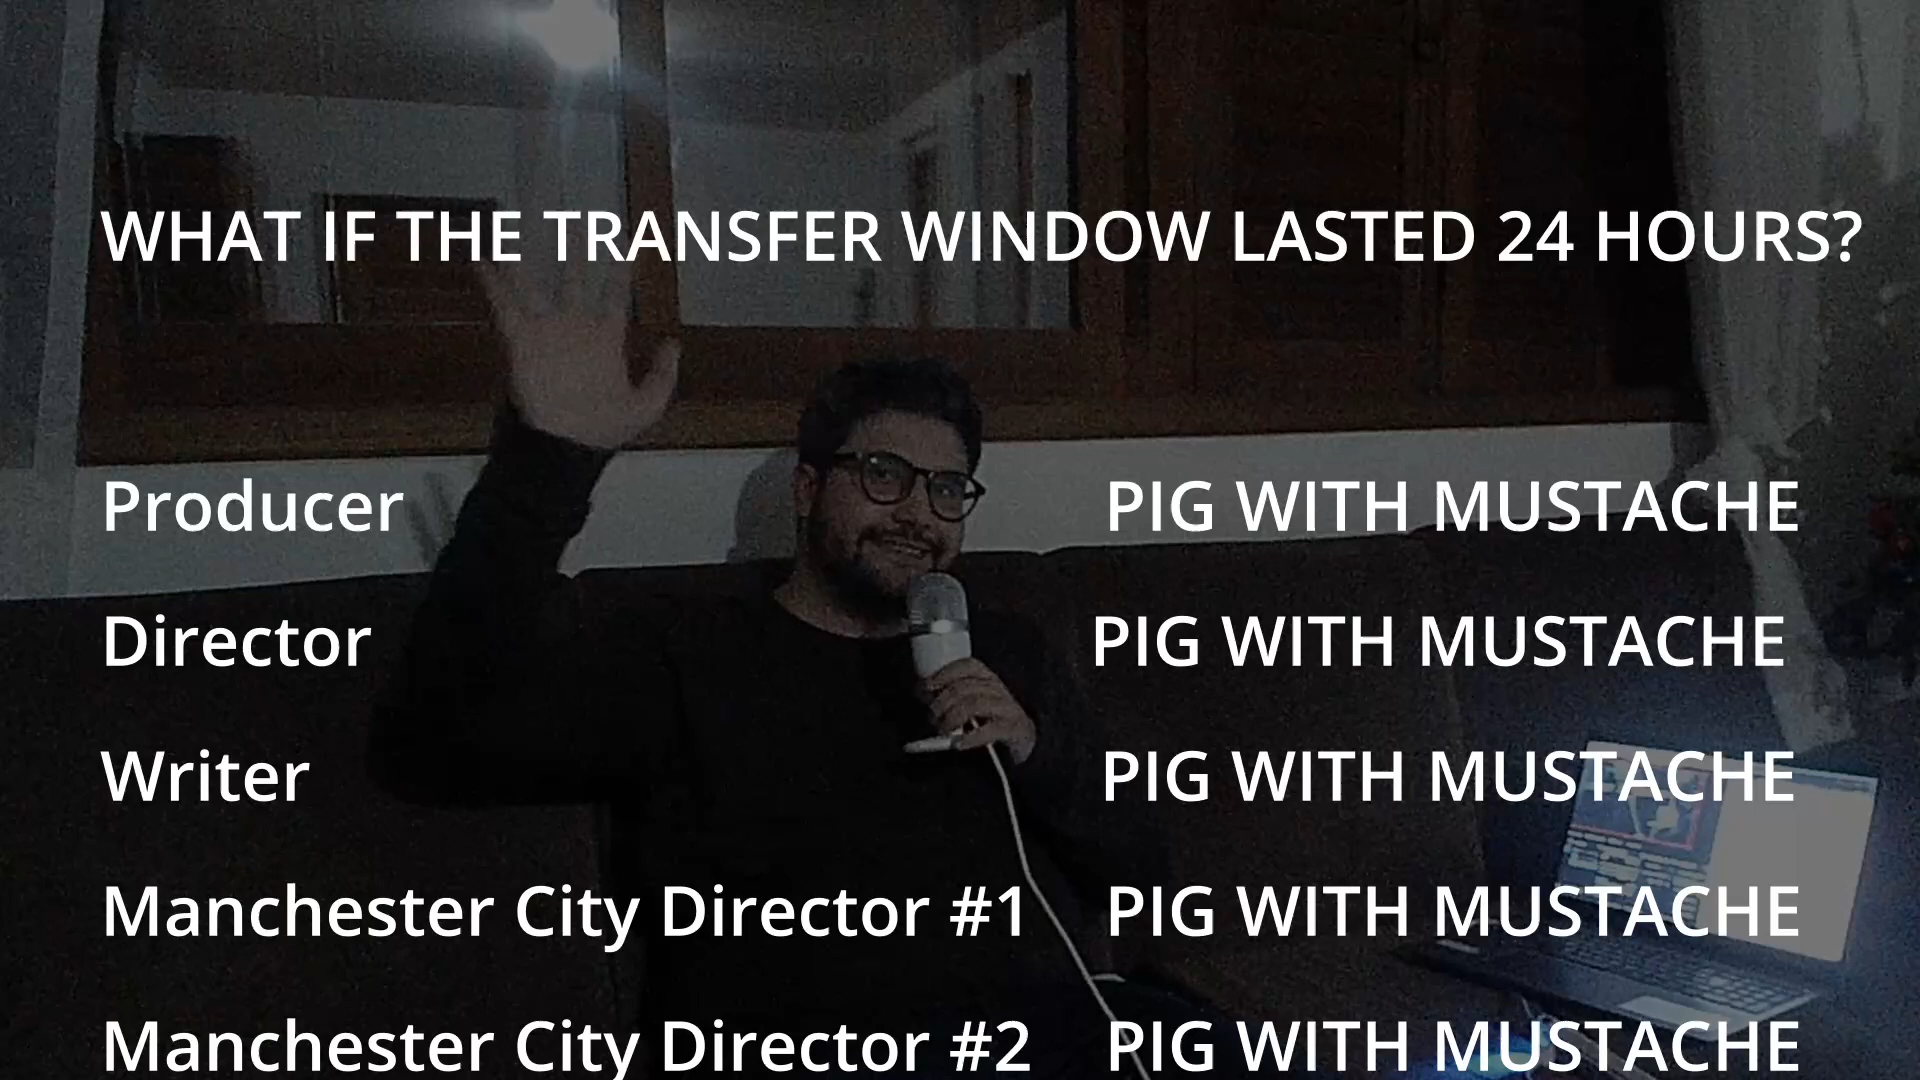 WHAT IF THE TRANSFER WINDOW LASTED 24 HOURS?
Producer PIG WITH MUSTACHE
Director PIG WITH MUSTACHE
Writer PIG WITH MUSTACHE
Manchester City Director #1 PIG WITH MUSTACHE
Manchester City Director #2 PIG WITH MUSTACHE